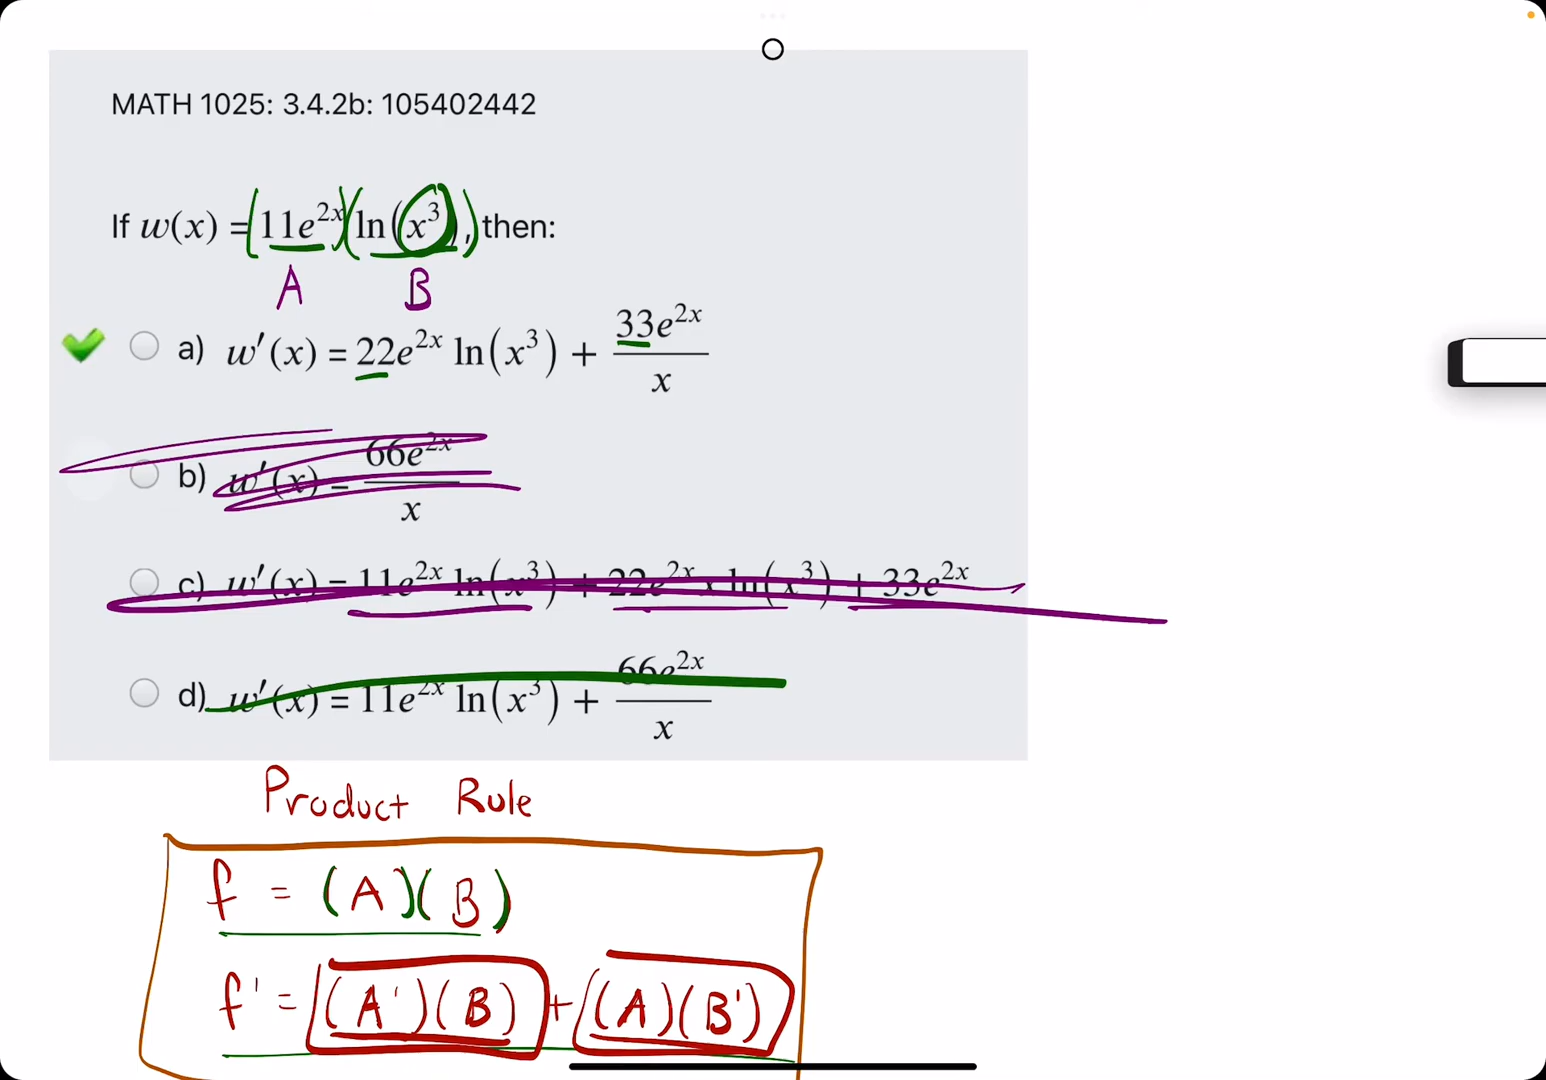 MATH 1025: 3.4.2b: 105402442
If w(x) = (11e^{2x})(ln(x^3),) then:
A B
a) w′(x) = 22e^{2x} ln(x^3) + 33e^{2x}/x
b) w′(x) = 66e^{2x}/x
c) w′(x) = 11e^{2x} ln(x^3) + 22e^{2x} x ln(x^3) + 33e^{2x}
d) w′(x) = 11e^{2x} ln(x^3) + 66e^{2x}/x
Product Rule
f = (A)(B)
f' = (A')(B) + (A)(B')